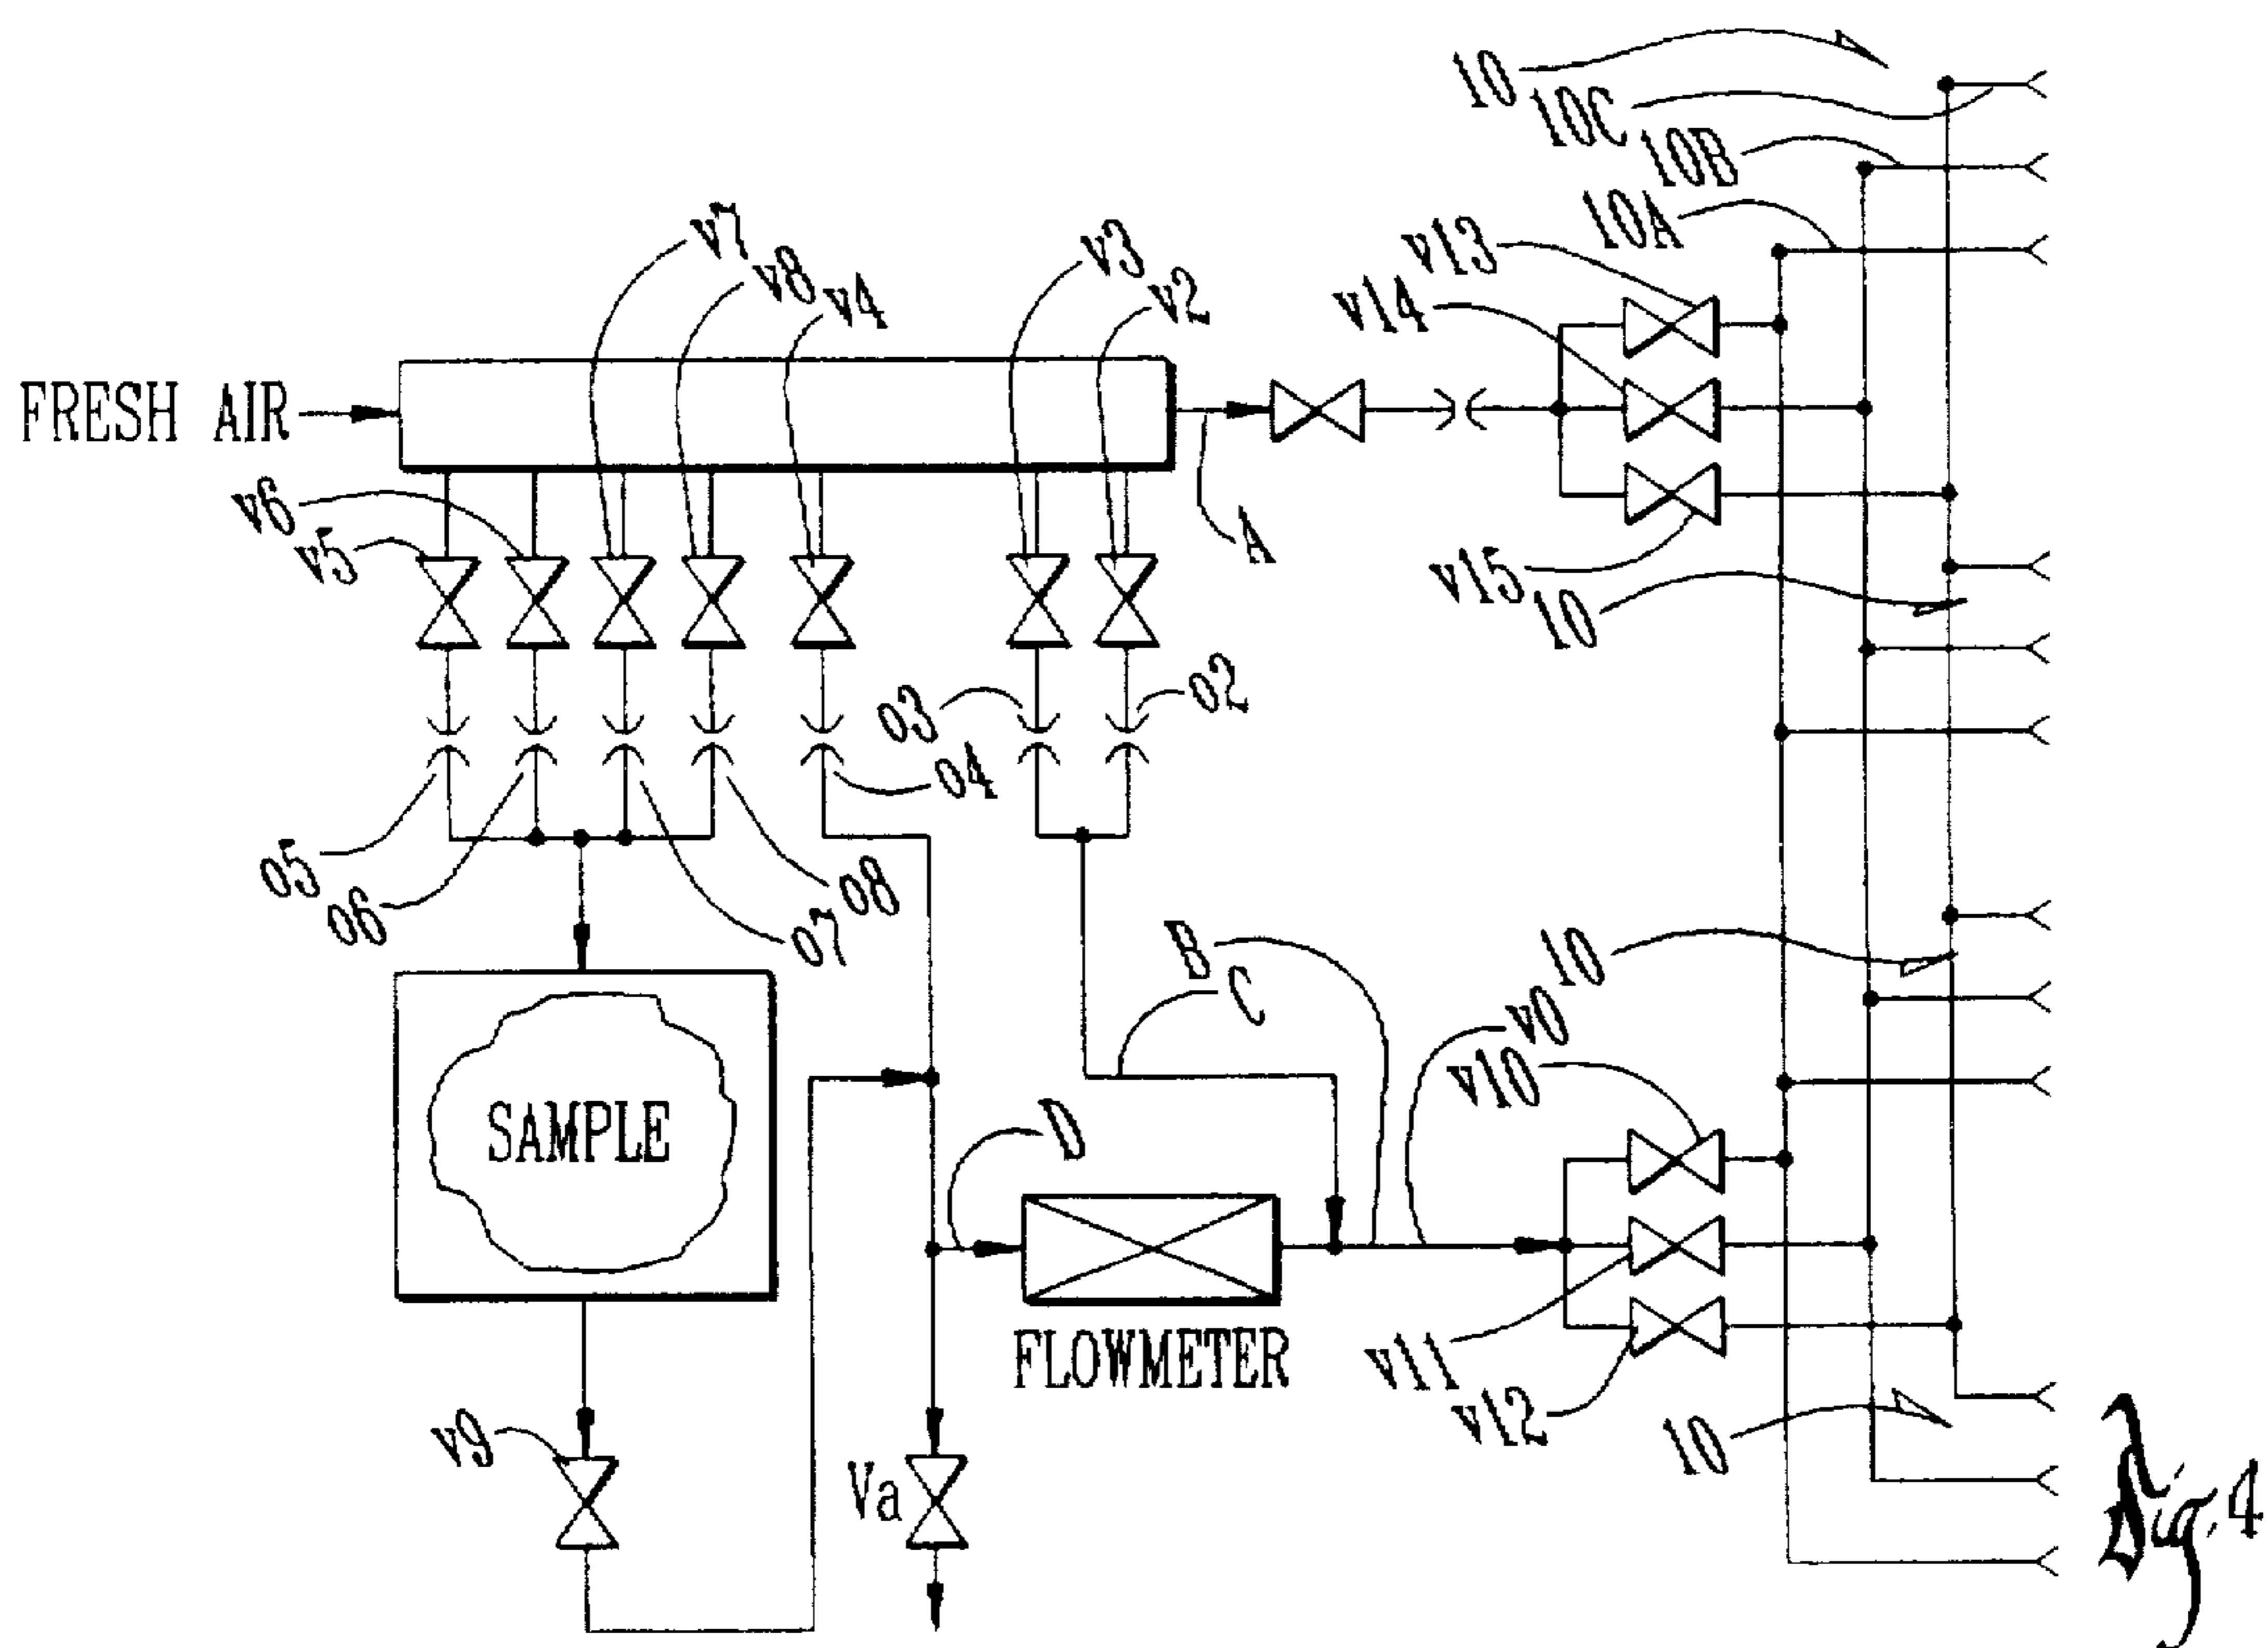 10
10C
10B
10A
v13
v14
v7
v8
v4
v3
v2
FRESH AIR
v6
v5
A
v15
10
o3
o2
o4
o5
o6
o7
o8
B
C
10
v0
v10
SAMPLE
D
FLOWMETER
v11
v12
10
v9
Va
Fig. 4